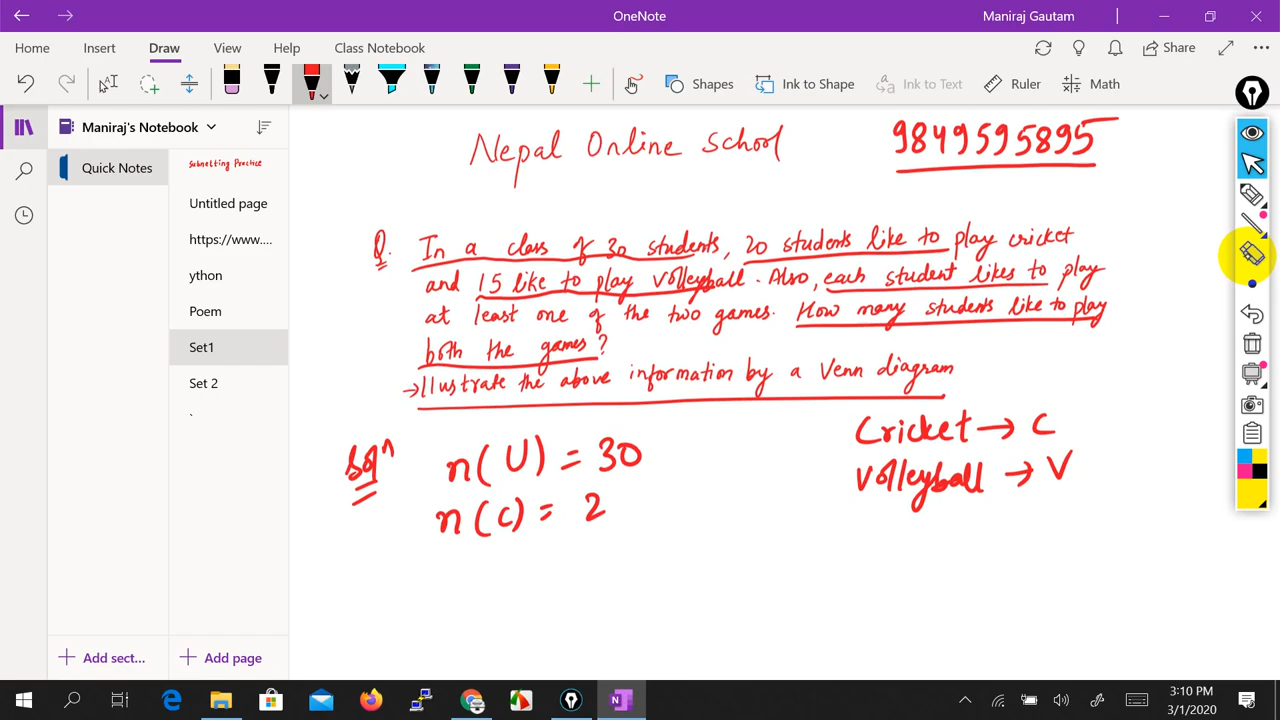 OneNote
Maniraj Gautam
Home Insert Draw View Help Class Notebook
Share
Shapes Ink to Shape Ink to Text Ruler Math
Maniraj's Notebook
Quick Notes
Subnetting Practice
Untitled page
https://www....
ython
Poem
Set1
Set 2
Add sect... Add page
Nepal Online School 9849595895
Q. In a class of 30 students, 20 students like to play cricket
and 15 like to play volleyball. Also, each student likes to play
at least one of the two games. How many students like to play
both the games?
→ Illustrate the above information by a Venn diagram
Solⁿ n(U) = 30
n(C) = 2
Cricket → C
Volleyball → V
3:10 PM
3/1/2020